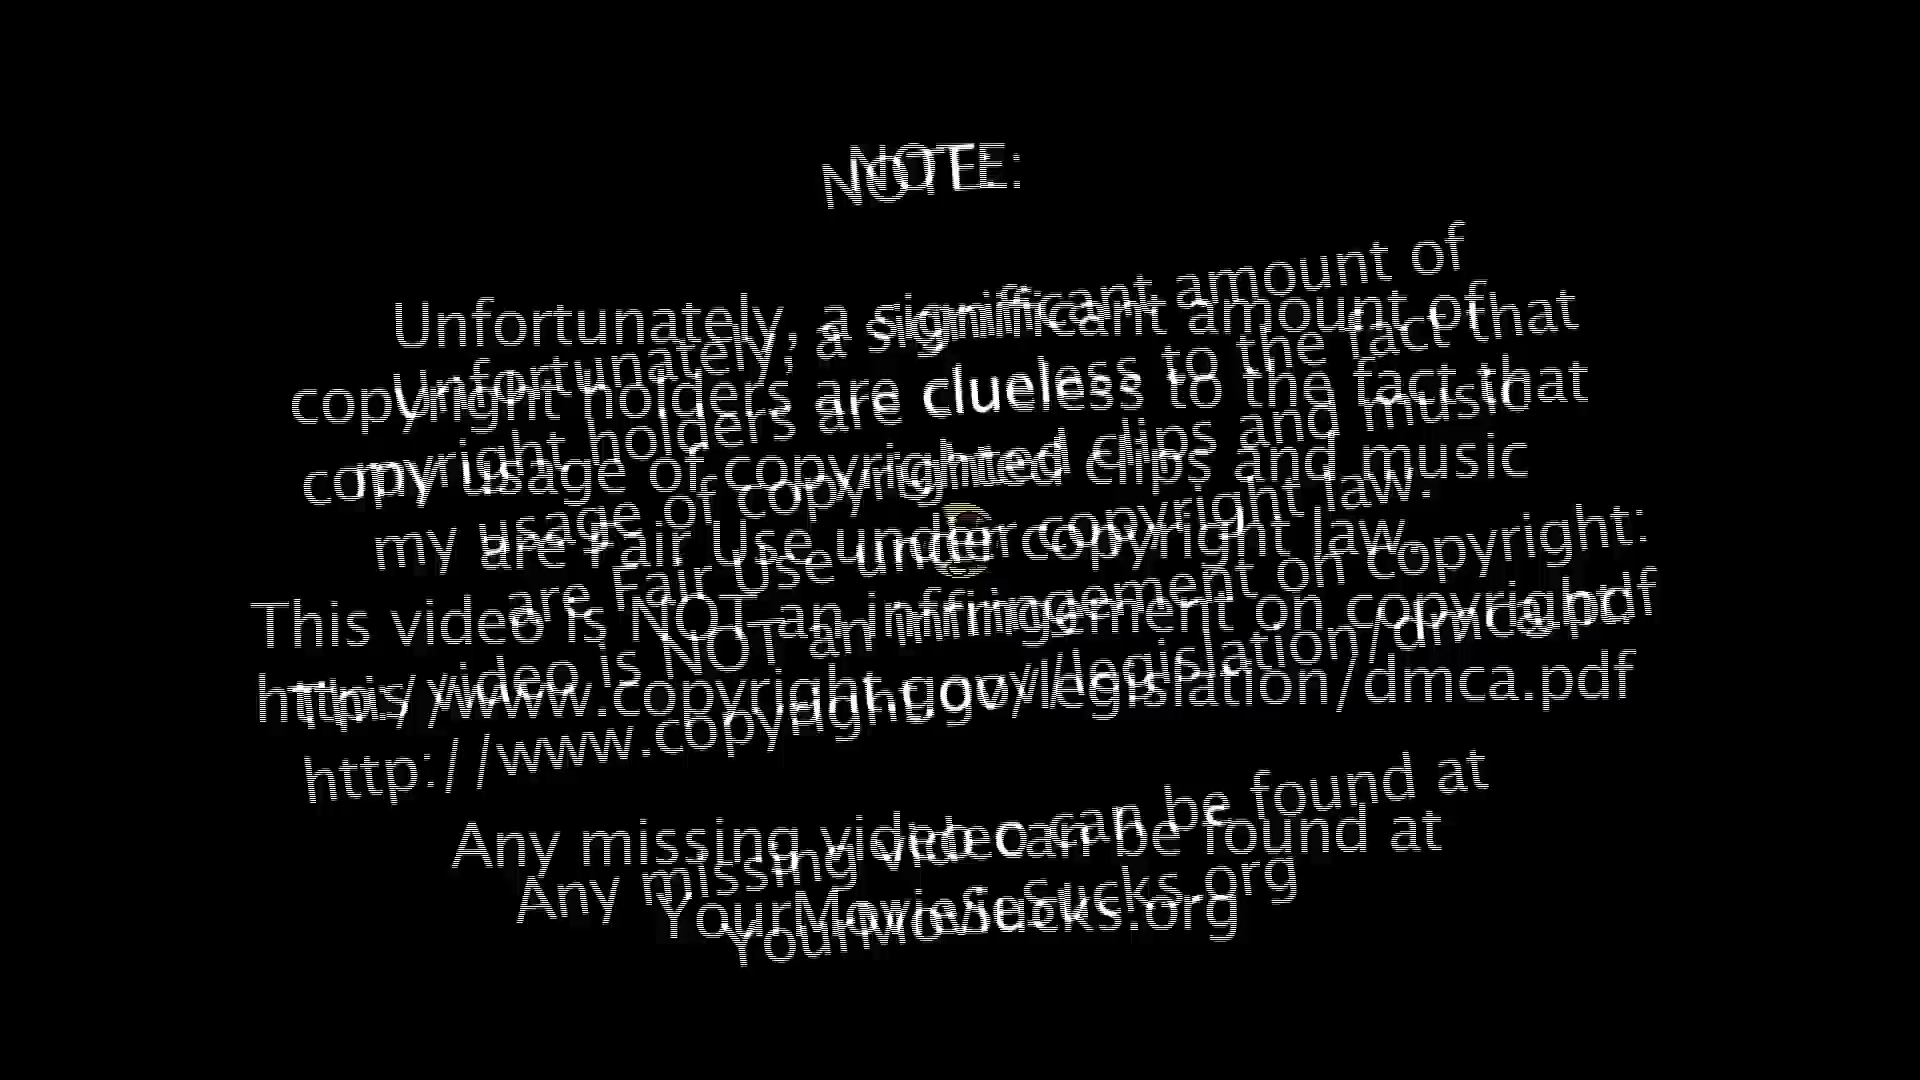 NOTE:
Unfortunately, a significant amount of
copyright holders are clueless to the fact that
my usage of copyrighted clips and music
are Fair Use under copyright law.
This video is NOT an infringement on copyright:
http://www.copyright.gov/legislation/dmca.pdf
Any missing video can be found at
YourMovieSucks.org